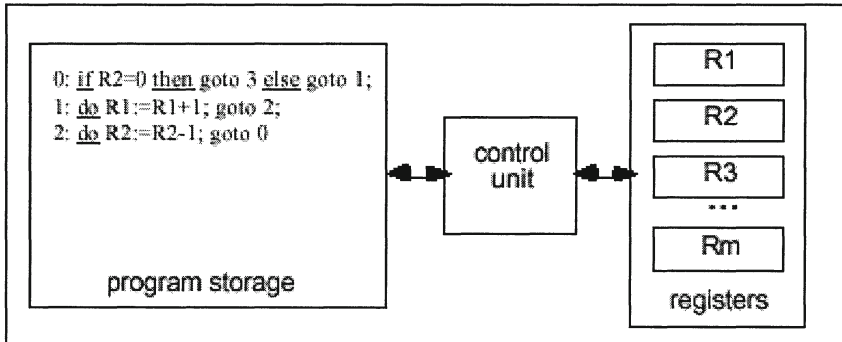 0: if R2=0 then goto 3 else goto 1;
1: do R1:=R1+1; goto 2;
2: do R2:=R2-1; goto 0
program storage
control
unit
R1
R2
R3
...
Rm
registers